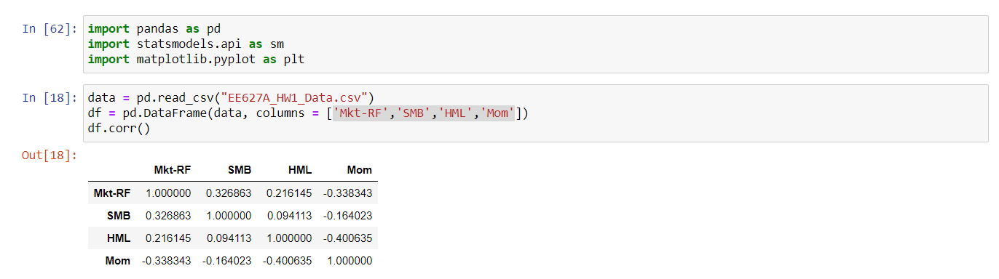 In [62]: import pandas as pd
import statsmodels.api as sm
import matplotlib.pyplot as plt
In [18]: data = pd.read_csv("EE627A_HW1_Data.csv")
df = pd.DataFrame(data, columns = ['Mkt-RF','SMB','HML','Mom'])
df.corr()
Out[18]:
Mkt-RF SMB HML Mom
Mkt-RF 1.000000 0.326863 0.216145 -0.338343
SMB 0.326863 1.000000 0.094113 -0.164023
HML 0.216145 0.094113 1.000000 -0.400635
Mom -0.338343 -0.164023 -0.400635 1.000000